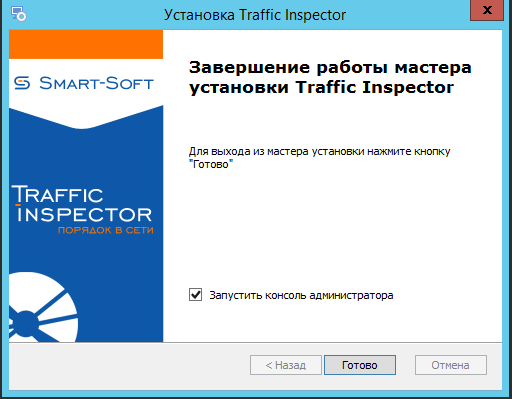 Установка Traffic Inspector
x
SMART-SOFT
Завершение работы мастера
установки Traffic Inspector
Для выхода из мастера установки нажмите кнопку
"Готово"
TRAFFIC
INSPECTOR
ПОРЯДОК В СЕТИ
Запустить консоль администратора
< Назад
Готово
Отмена